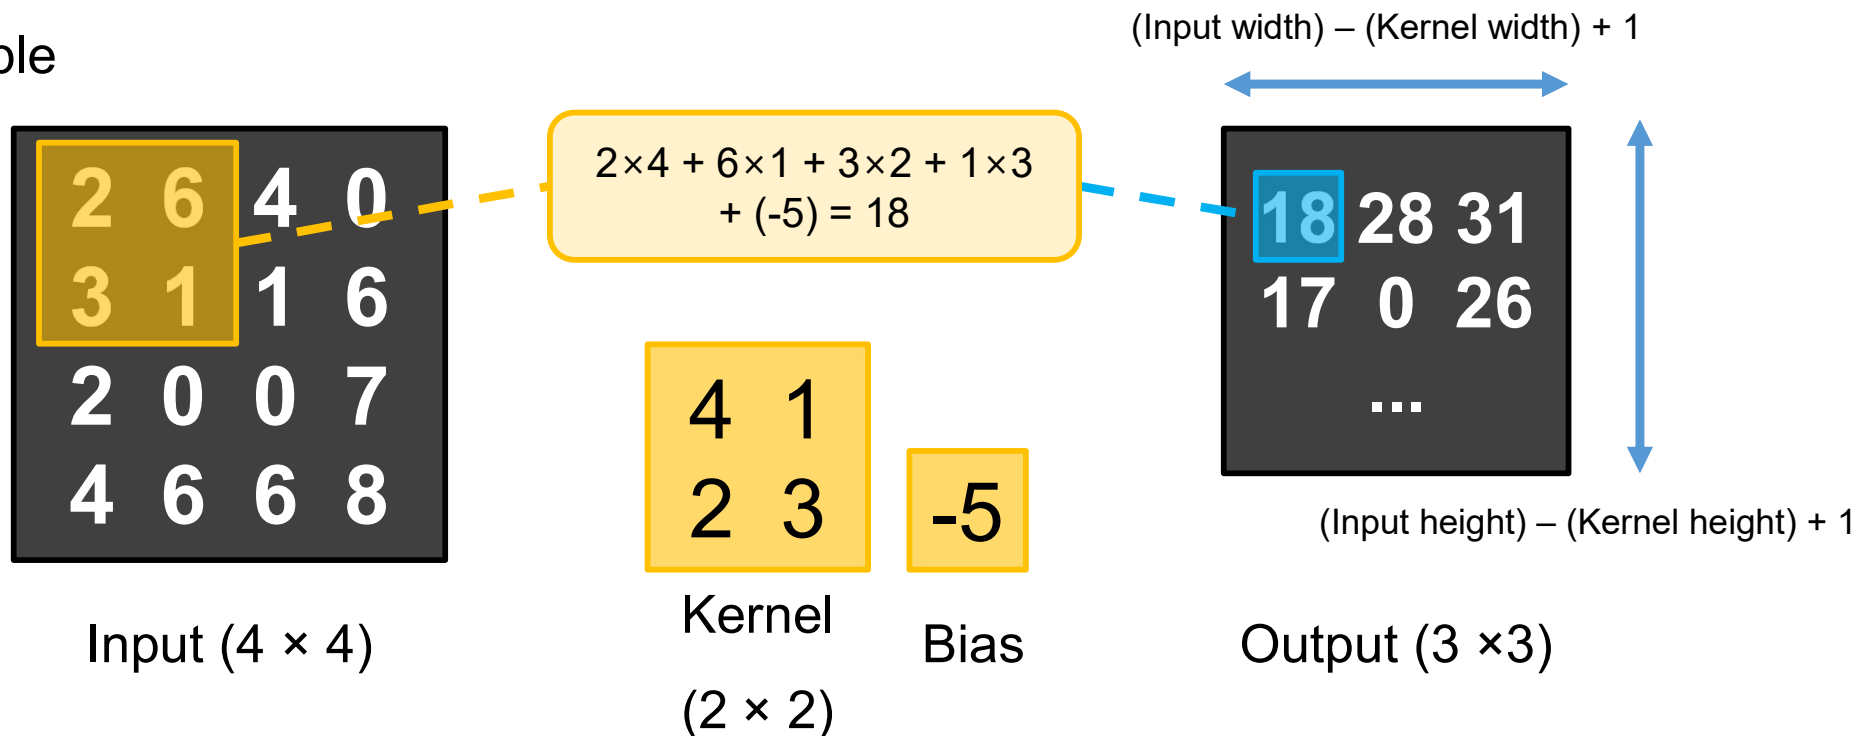 (Input width) – (Kernel width) + 1
2 6 4 0
3 1 1 6
2 0 0 7
4 6 6 8
Input (4 × 4)
2×4 + 6×1 + 3×2 + 1×3
+ (-5) = 18
4 1
2 3
Kernel
(2 × 2)
-5
Bias
18 28 31
17 0 26
...
(Input height) – (Kernel height) + 1
Output (3 ×3)